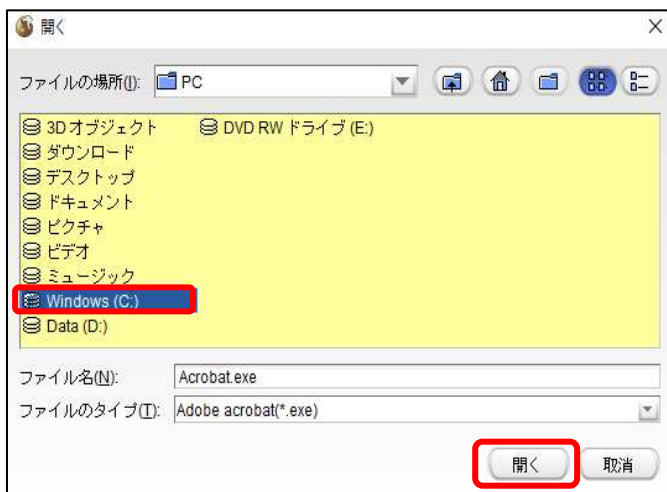 開く
ファイルの場所(I): PC
3D オブジェクト DVD RW ドライブ (E:)
ダウンロード
デスクトップ
ドキュメント
ピクチャ
ビデオ
ミュージック
Windows (C:)
Data (D:)
ファイル名(N): Acrobat.exe
ファイルのタイプ(T): Adobe acrobat(*.exe)
開く 取消